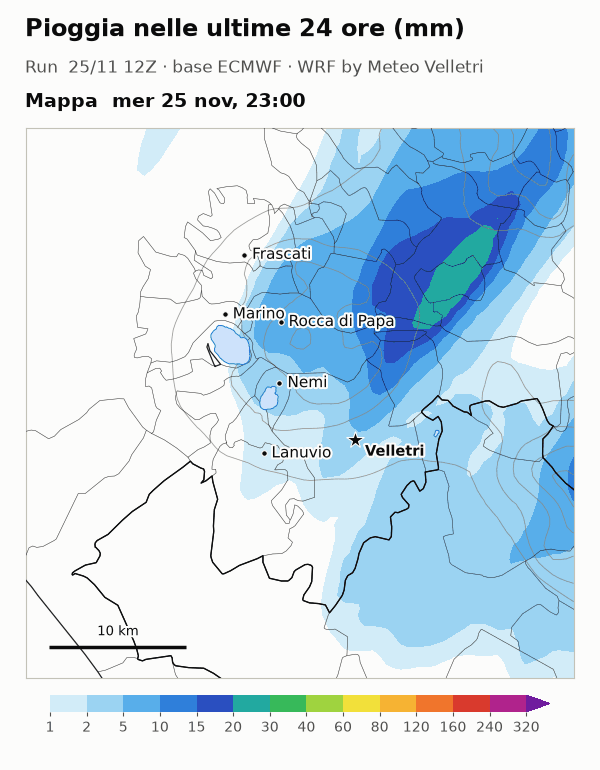 Pioggia nelle ultime 24 ore (mm)
Run  25/11 12Z · base ECMWF · WRF by Meteo Velletri
Mappa  mer 25 nov, 23:00
Frascati
Marino
Rocca di Papa
Nemi
Velletri
Lanuvio
10 km
1 2 5 10 15 20 30 40 60 80 120 160 240 320